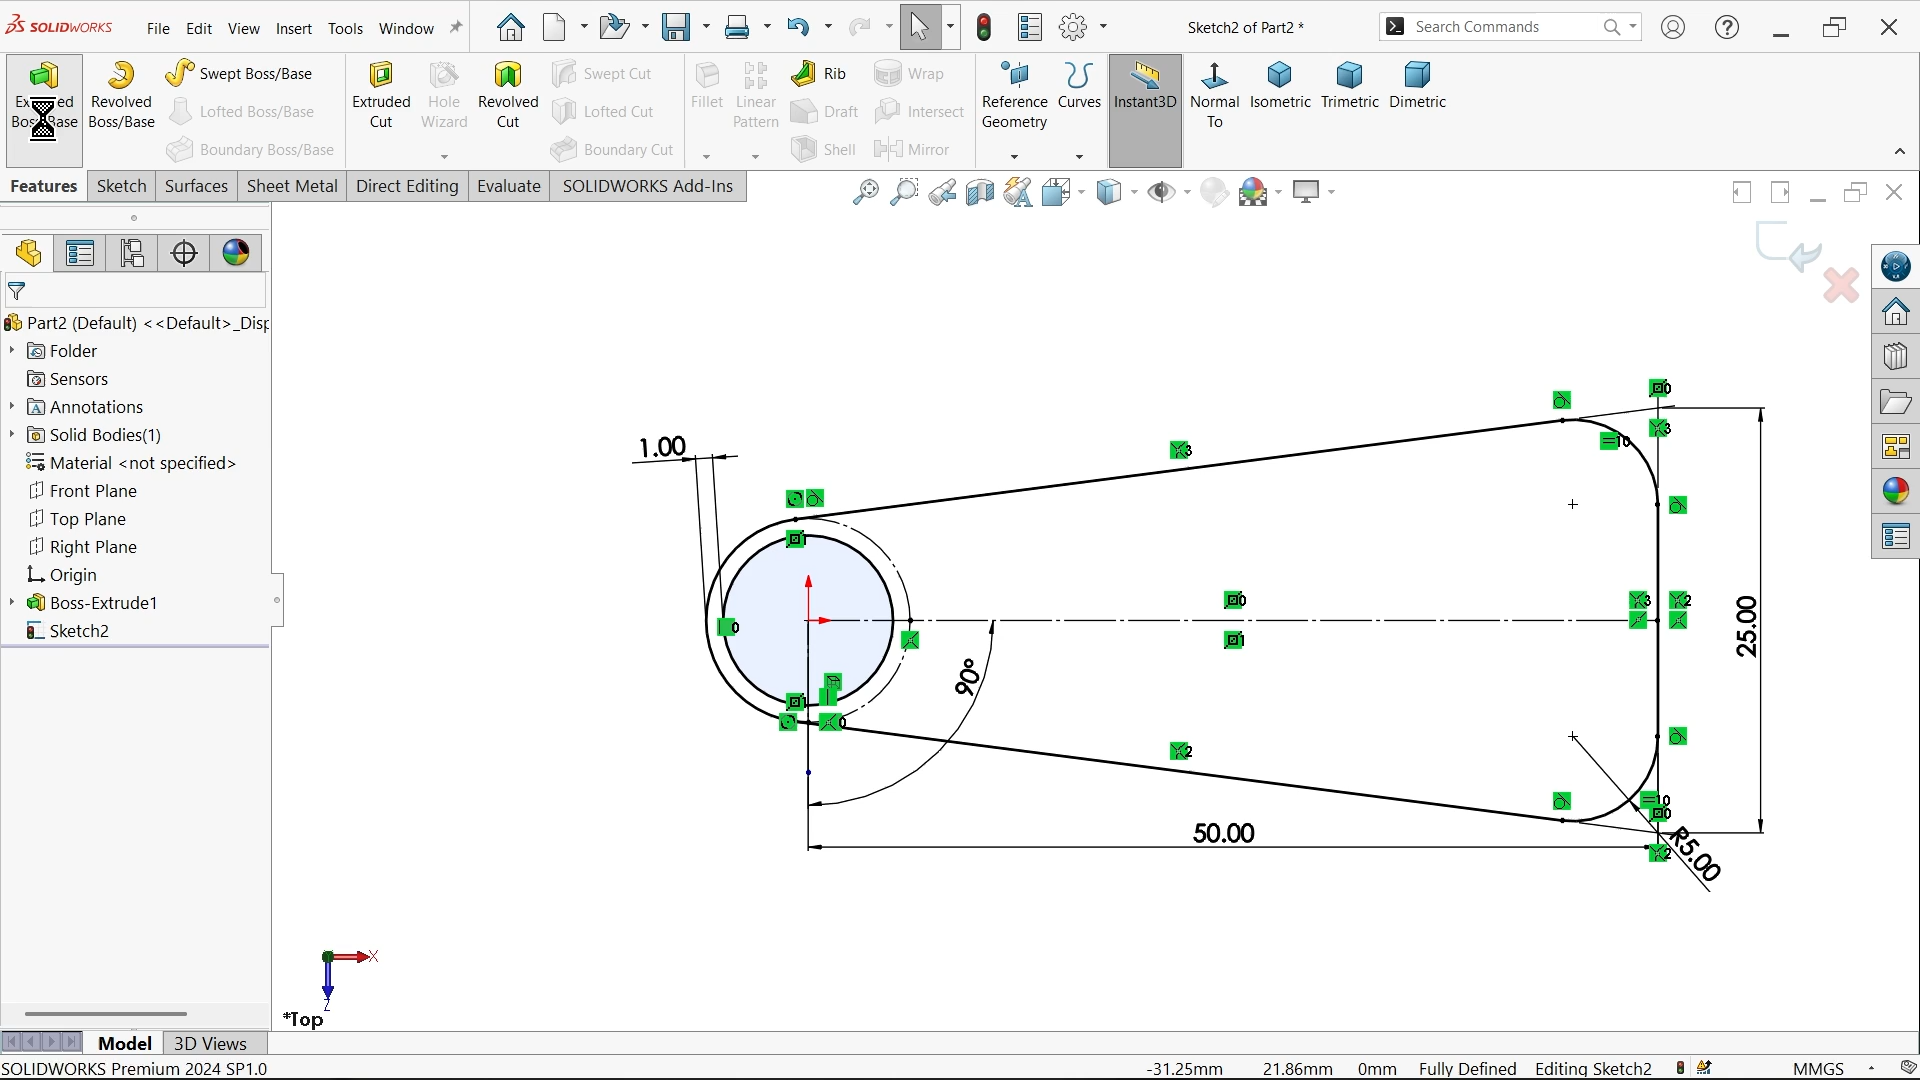 SOLIDWORKS
File Edit View Insert Tools Window
Sketch2 of Part2 *
Search Commands
Revolved Boss/Base
Swept Boss/Base
Lofted Boss/Base
Boundary Boss/Base
Extruded Cut
Hole Wizard
Revolved Cut
Swept Cut
Lofted Cut
Boundary Cut
Fillet
Linear Pattern
Rib
Draft
Shell
Wrap
Intersect
Mirror
Reference Geometry
Curves
Instant3D
Normal To
Isometric
Trimetric
Dimetric
Features Sketch Surfaces Sheet Metal Direct Editing Evaluate SOLIDWORKS Add-Ins
Part2 (Default) <<Default>_Disp
Folder
Sensors
Annotations
Solid Bodies(1)
Material <not specified>
Front Plane
Top Plane
Right Plane
Origin
Boss-Extrude1
Sketch2
1.00
90°
50.00
25.00
R5.00
X
Z
*Top
Model 3D Views
SOLIDWORKS Premium 2024 SP1.0
-31.25mm 21.86mm 0mm Fully Defined Editing Sketch2 MMGS